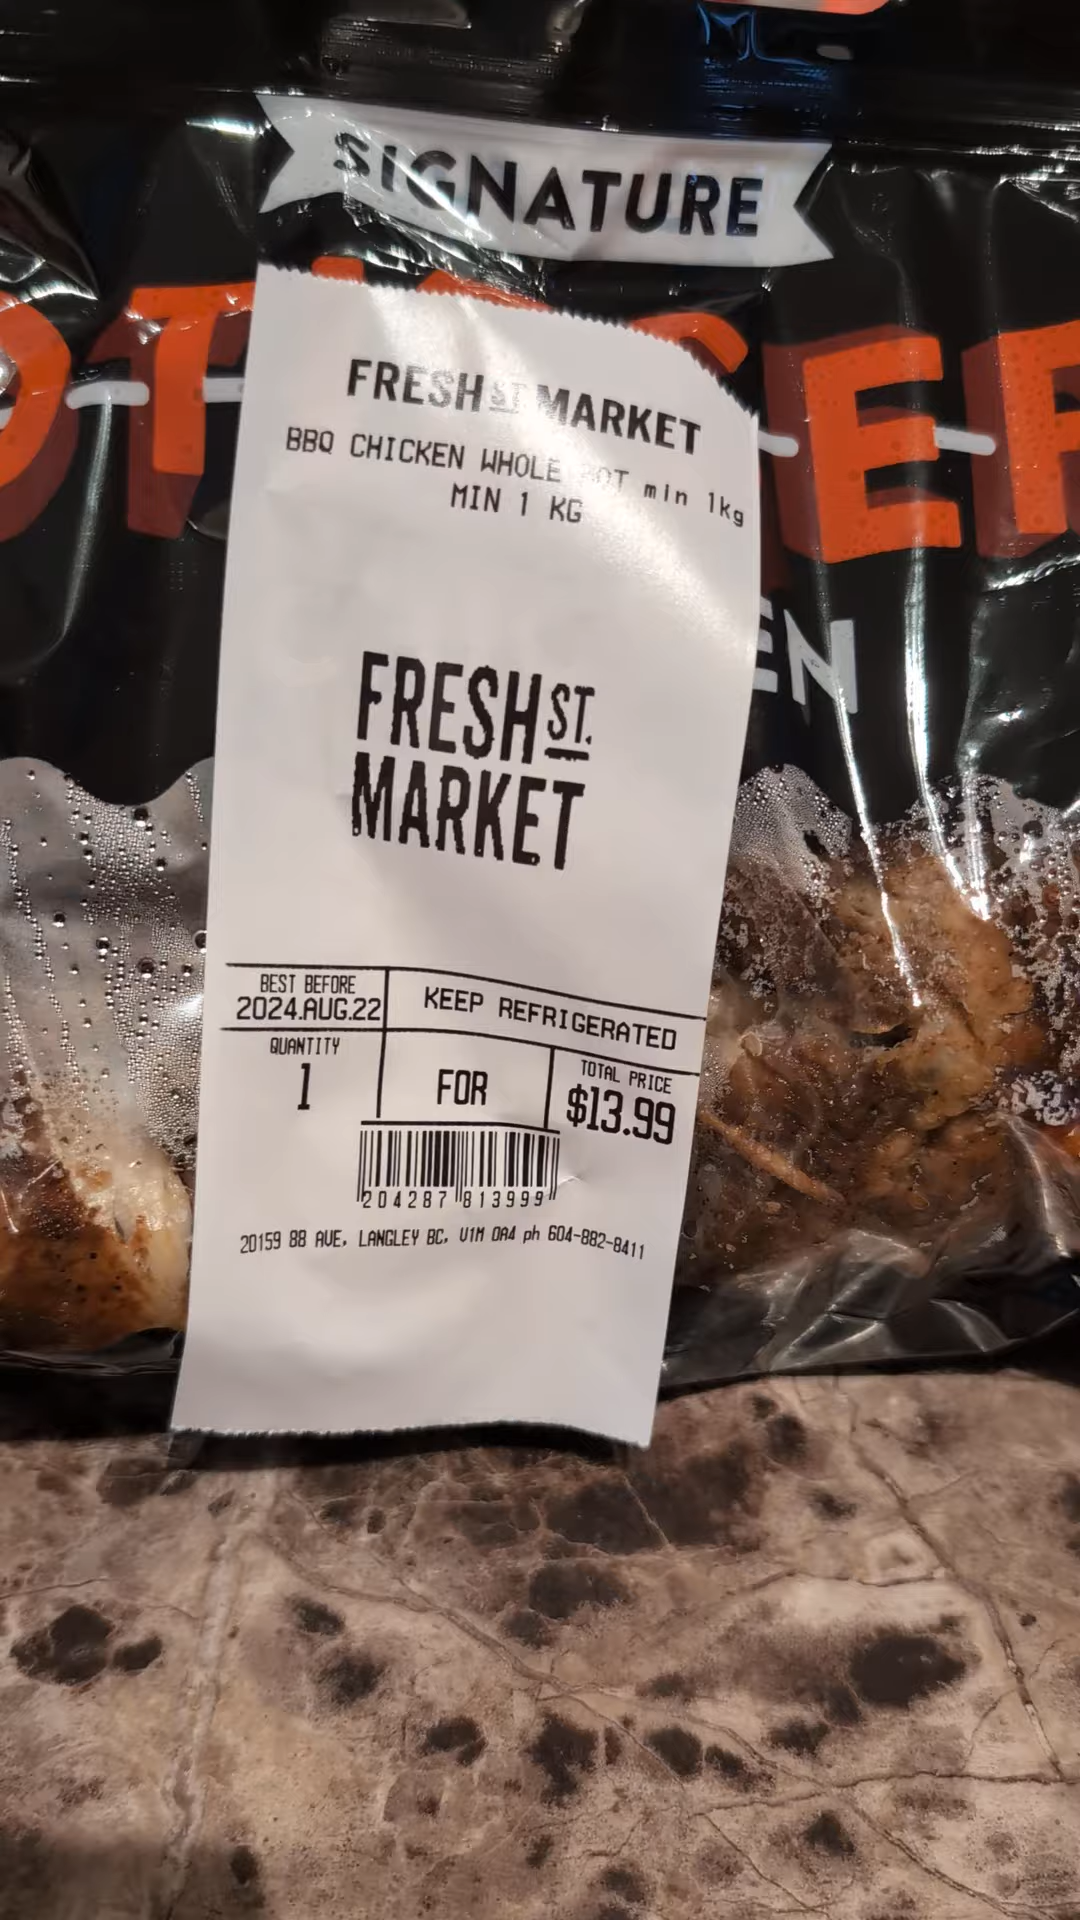 SIGNATURE
FRESH ST. MARKET
BBQ CHICKEN WHOLE HOT min 1kg
MIN 1 KG
FRESH ST.
MARKET
BEST BEFORE
2024.AUG.22
KEEP REFRIGERATED
QUANTITY
1
FOR
TOTAL PRICE
$13.99
204287 813999
20159 88 AVE, LANGLEY BC, V1M 0A4 ph 604-882-8411